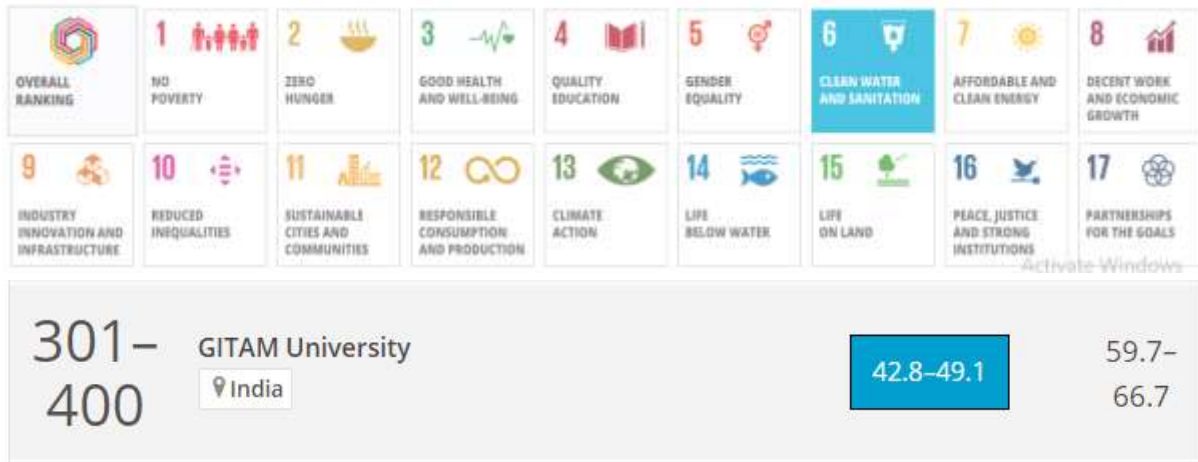 OVERALL
RANKING
1
NO
POVERTY
2
ZERO
HUNGER
3
GOOD HEALTH
AND WELL-BEING
4
QUALITY
EDUCATION
5
GENDER
EQUALITY
6
CLEAN WATER
AND SANITATION
7
AFFORDABLE AND
CLEAN ENERGY
8
DECENT WORK
AND ECONOMIC
GROWTH
9
INDUSTRY
INNOVATION AND
INFRASTRUCTURE
10
REDUCED
INEQUALITIES
11
SUSTAINABLE
CITIES AND
COMMUNITIES
12
RESPONSIBLE
CONSUMPTION
AND PRODUCTION
13
CLIMATE
ACTION
14
LIFE
BELOW WATER
15
LIFE
ON LAND
16
PEACE, JUSTICE
AND STRONG
INSTITUTIONS
17
PARTNERSHIPS
FOR THE GOALS
Activate Windows
301–
400
GITAM University
India
42.8–49.1
59.7–
66.7